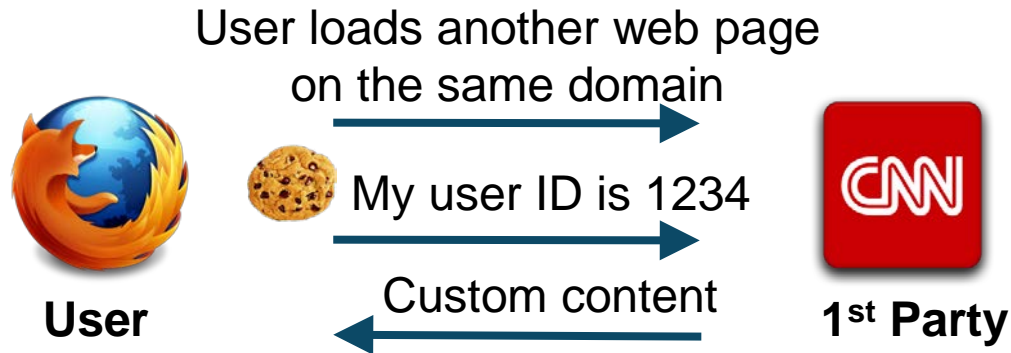 User loads another web page
on the same domain
My user ID is 1234
CNN
Custom content
User
1st Party